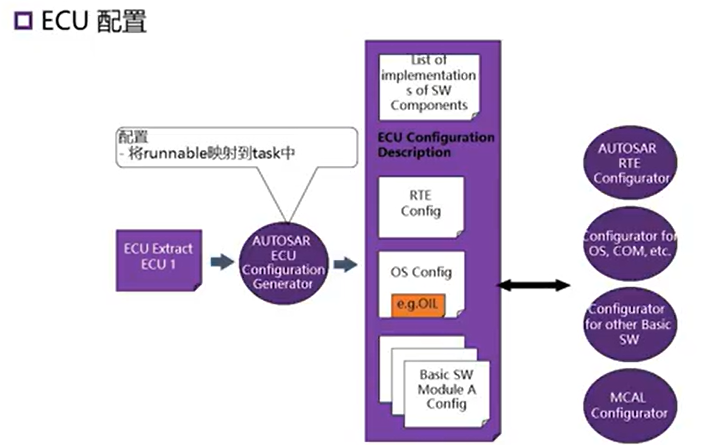 ECU 配置
配置
- 将runnable映射到task中
ECU Extract
ECU 1
AUTOSAR
ECU
Configuration
Generator
List of
implementation
s of SW
Components
ECU Configuration
Description
RTE
Config
OS Config
e.g.OIL
Basic SW
Module A
Config
AUTOSAR
RTE
Configurator
Configurator for
OS, COM, etc.
Configurator
for other Basic
SW
MCAL
Configurator